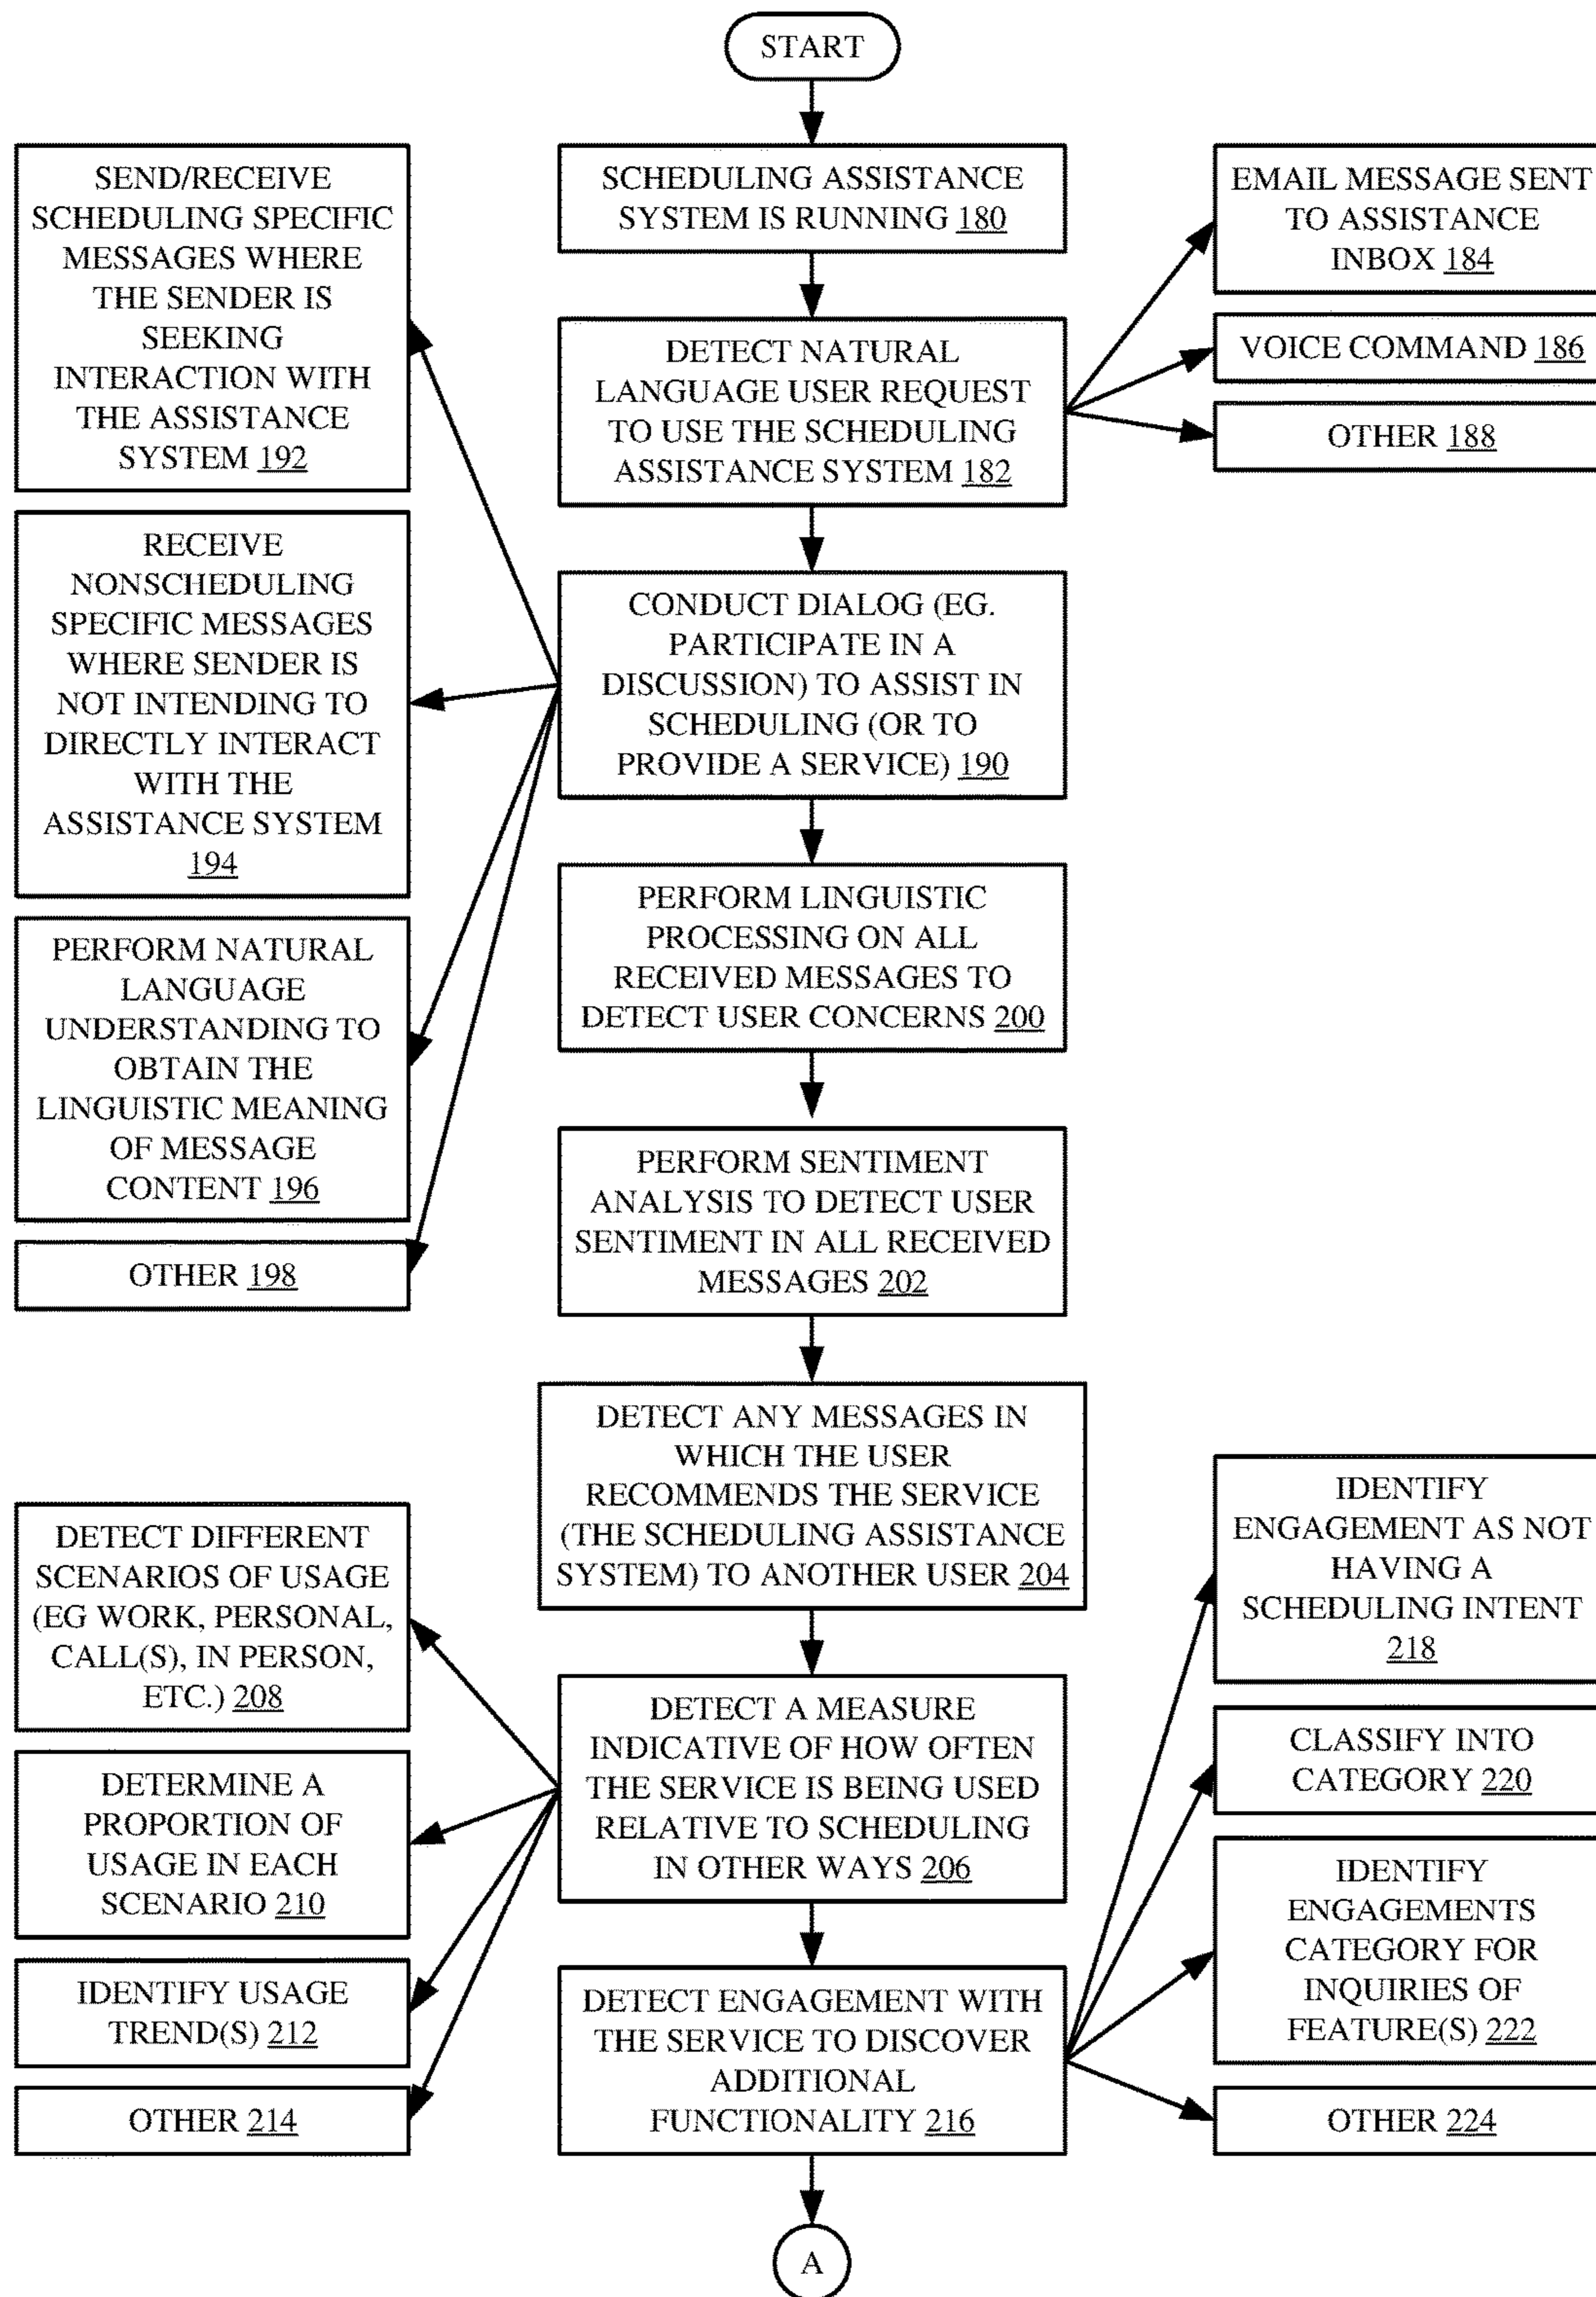 START
SCHEDULING ASSISTANCE
SYSTEM IS RUNNING 180
DETECT NATURAL
LANGUAGE USER REQUEST
TO USE THE SCHEDULING
ASSISTANCE SYSTEM 182
EMAIL MESSAGE SENT
TO ASSISTANCE
INBOX 184
VOICE COMMAND 186
OTHER 188
CONDUCT DIALOG (EG.
PARTICIPATE IN A
DISCUSSION) TO ASSIST IN
SCHEDULING (OR TO
PROVIDE A SERVICE) 190
SEND/RECEIVE
SCHEDULING SPECIFIC
MESSAGES WHERE
THE SENDER IS
SEEKING
INTERACTION WITH
THE ASSISTANCE
SYSTEM 192
RECEIVE
NONSCHEDULING
SPECIFIC MESSAGES
WHERE SENDER IS
NOT INTENDING TO
DIRECTLY INTERACT
WITH THE
ASSISTANCE SYSTEM
194
PERFORM NATURAL
LANGUAGE
UNDERSTANDING TO
OBTAIN THE
LINGUISTIC MEANING
OF MESSAGE
CONTENT 196
OTHER 198
PERFORM LINGUISTIC
PROCESSING ON ALL
RECEIVED MESSAGES TO
DETECT USER CONCERNS 200
PERFORM SENTIMENT
ANALYSIS TO DETECT USER
SENTIMENT IN ALL RECEIVED
MESSAGES 202
DETECT ANY MESSAGES IN
WHICH THE USER
RECOMMENDS THE SERVICE
(THE SCHEDULING ASSISTANCE
SYSTEM) TO ANOTHER USER 204
DETECT A MEASURE
INDICATIVE OF HOW OFTEN
THE SERVICE IS BEING USED
RELATIVE TO SCHEDULING
IN OTHER WAYS 206
DETECT DIFFERENT
SCENARIOS OF USAGE
(EG WORK, PERSONAL,
CALL(S), IN PERSON,
ETC.) 208
DETERMINE A
PROPORTION OF
USAGE IN EACH
SCENARIO 210
IDENTIFY USAGE
TREND(S) 212
OTHER 214
DETECT ENGAGEMENT WITH
THE SERVICE TO DISCOVER
ADDITIONAL
FUNCTIONALITY 216
IDENTIFY
ENGAGEMENT AS NOT
HAVING A
SCHEDULING INTENT
218
CLASSIFY INTO
CATEGORY 220
IDENTIFY
ENGAGEMENTS
CATEGORY FOR
INQUIRIES OF
FEATURE(S) 222
OTHER 224
A